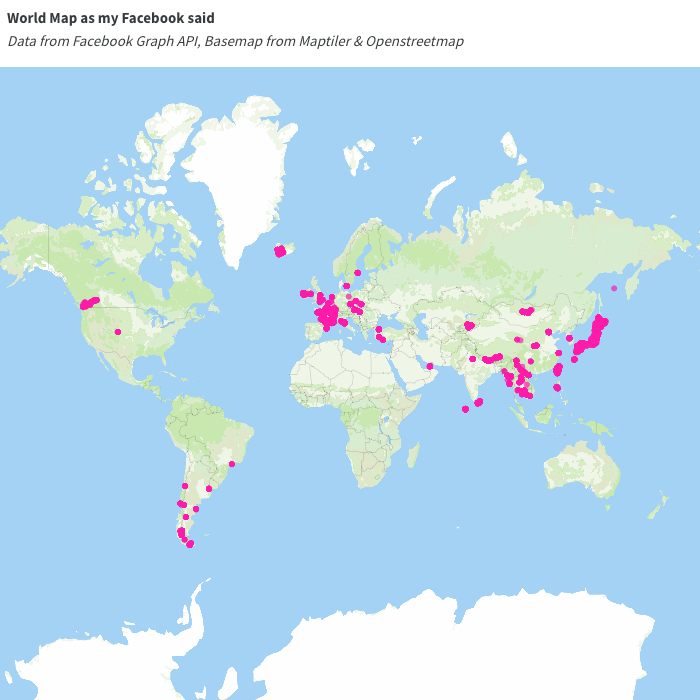 World Map as my Facebook said
Data from Facebook Graph API, Basemap from Maptiler & Openstreetmap